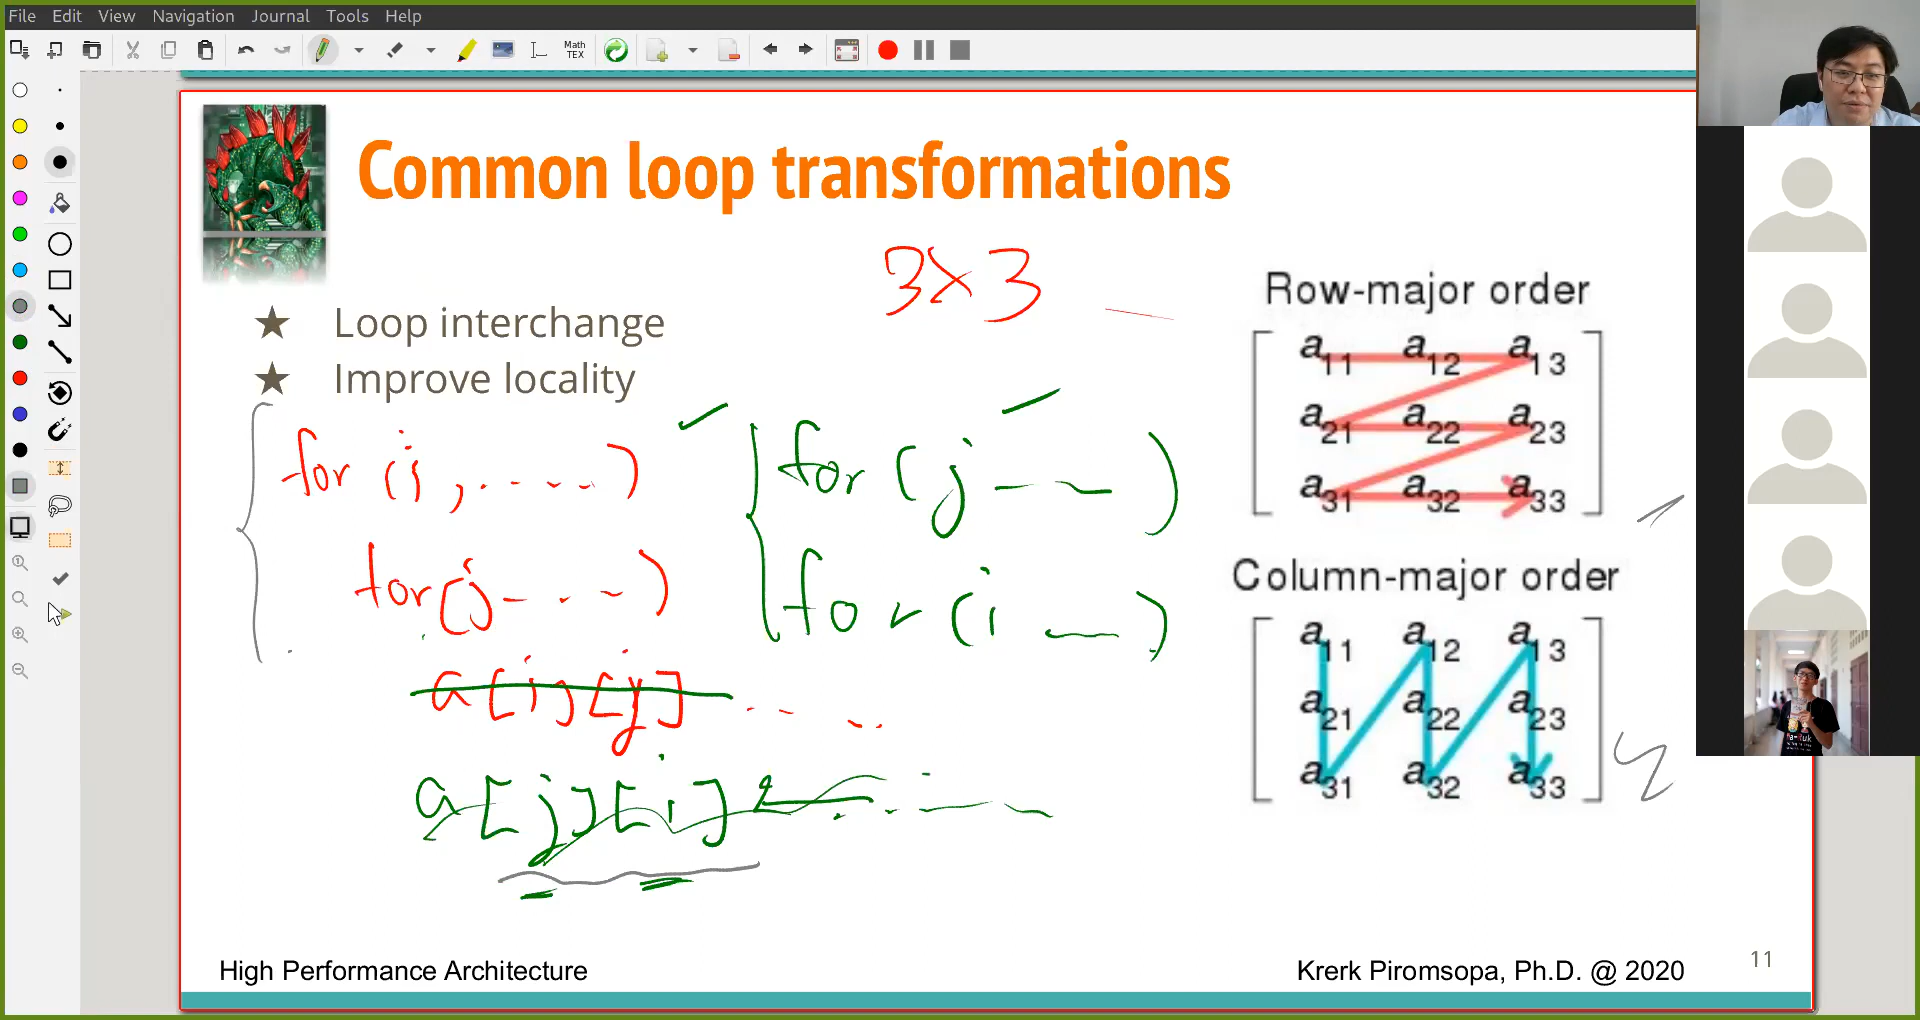 File Edit View Navigation Journal Tools Help
Math
TEX
Common loop transformations
3x3
★ Loop interchange
★ Improve locality
for (i, ....)
for(j-..-)
a[i][j] .. ..
a[j][i]
for (j --- )
for (i — )
Row-major order
a11 a12 a13
a21 a22 a23
a31 a32 a33
Column-major order
a11 a12 a13
a21 a22 a23
a31 a32 a33
High Performance Architecture
Krerk Piromsopa, Ph.D. @ 2020
11